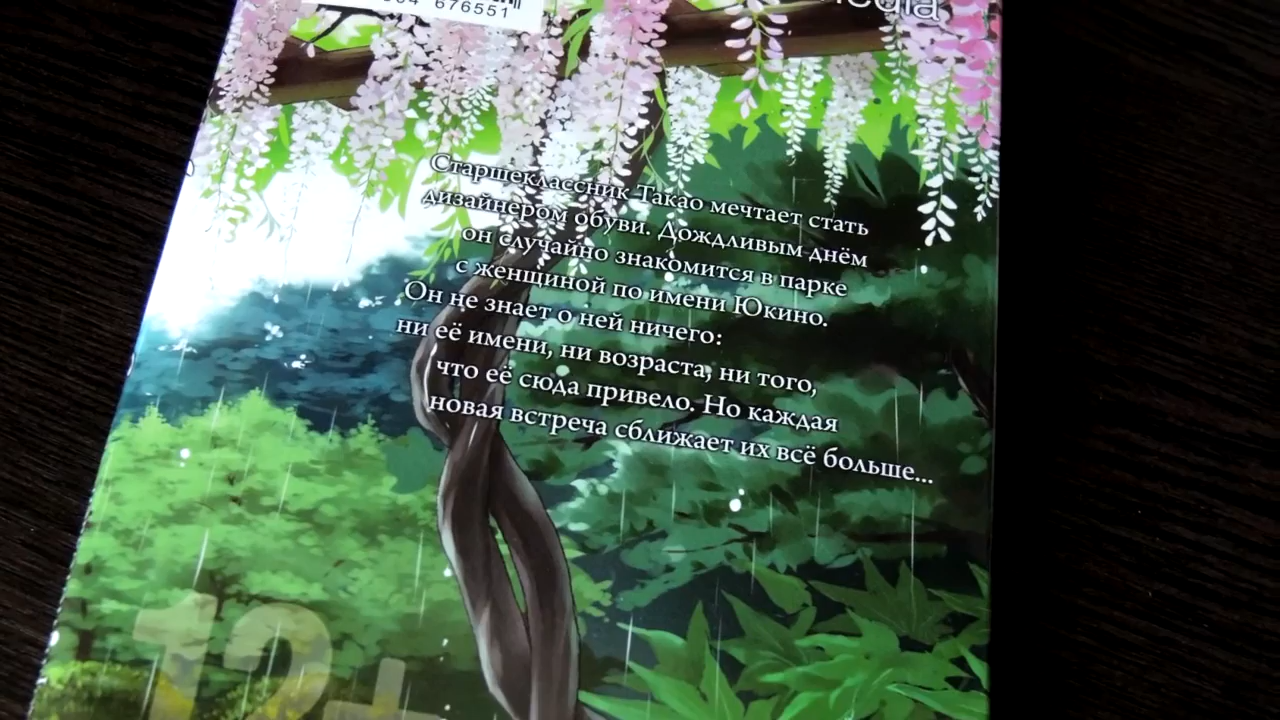 676551
Старшеклассник Такао мечтает стать
дизайнером обуви. Дождливым днём
он случайно знакомится в парке
с женщиной по имени Юкино.
Он не знает о ней ничего:
ни её имени, ни возраста, ни того,
что её сюда привело. Но каждая
новая встреча сближает их всё больше...
12+